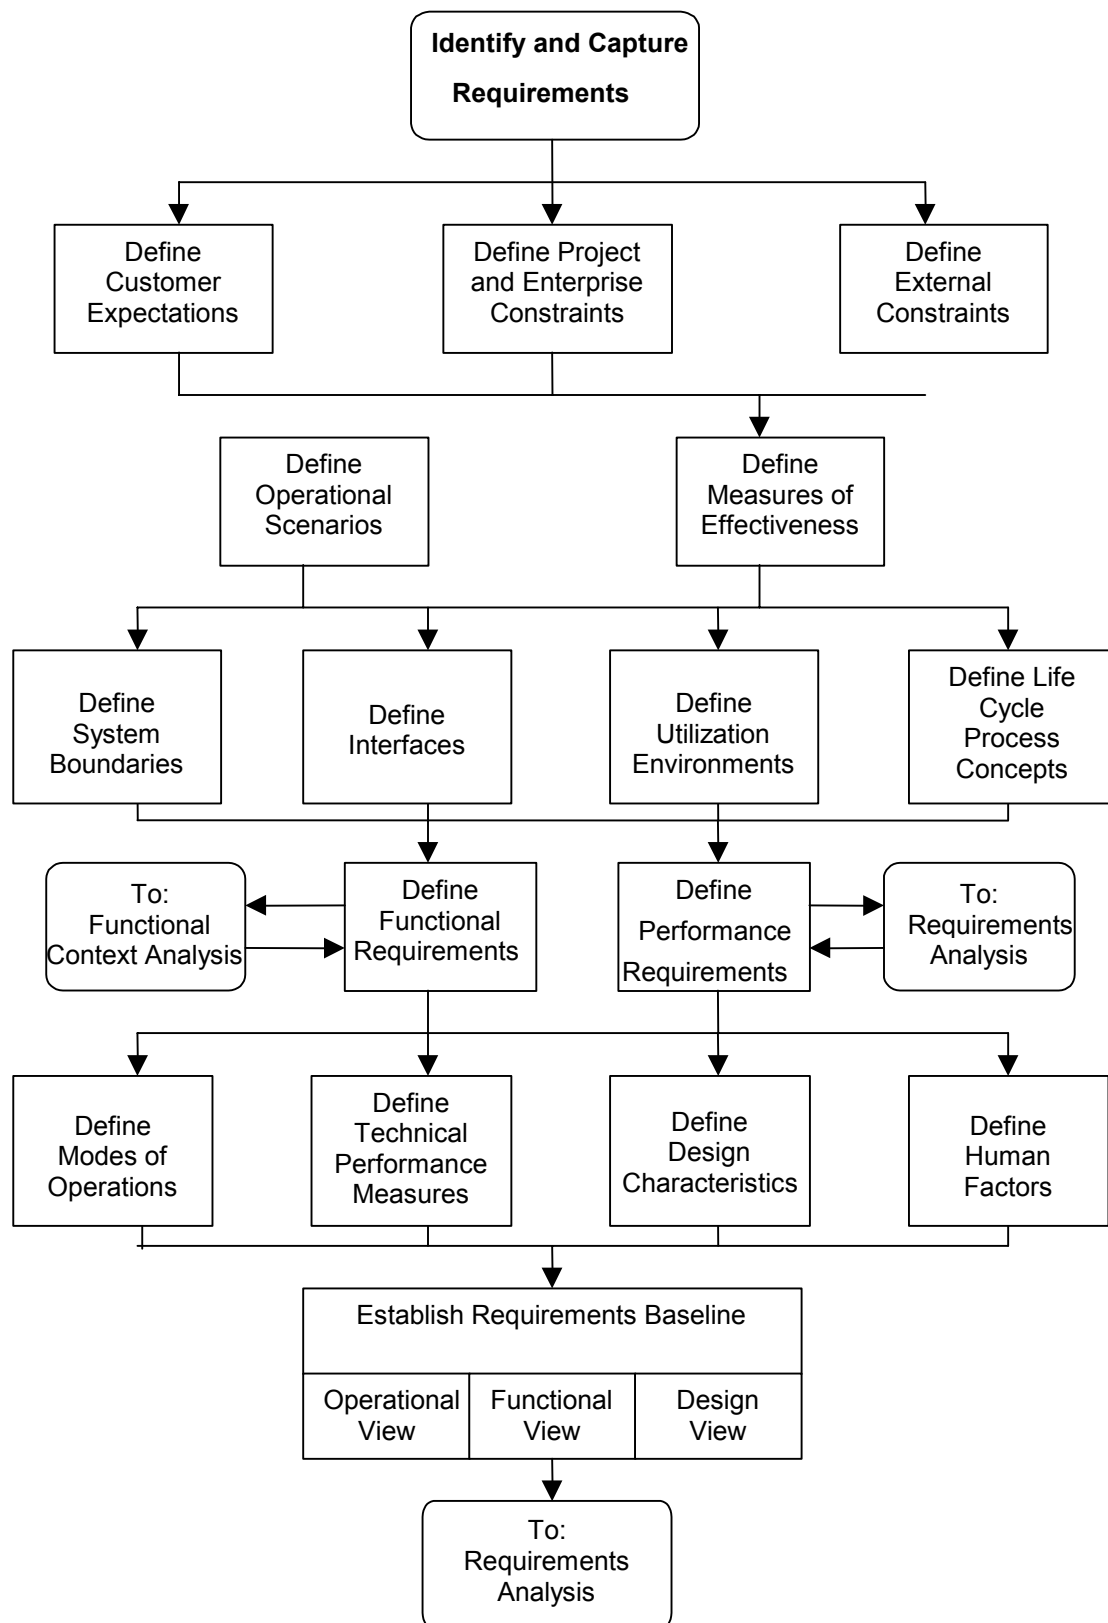 Identify and Capture
Requirements
Define
Customer
Expectations
Define Project
and Enterprise
Constraints
Define
External
Constraints
Define
Operational
Scenarios
Define
Measures of
Effectiveness
Define
System
Boundaries
Define
Interfaces
Define
Utilization
Environments
Define Life
Cycle
Process
Concepts
To:
Functional
Context Analysis
Define
Functional
Requirements
Define
Performance
Requirements
To:
Requirements
Analysis
Define
Modes of
Operations
Define
Technical
Performance
Measures
Define
Design
Characteristics
Define
Human
Factors
Establish Requirements Baseline
Operational
View
Functional
View
Design
View
To:
Requirements
Analysis